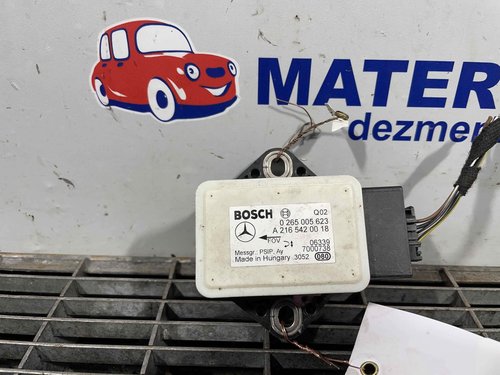 MATER
dezmem
BOSCH Q02
0 265 005 623
A 216 542 00 18
FOV
06339
Messgr.: PSIP, Ay 7000738
Made in Hungary 3052 080